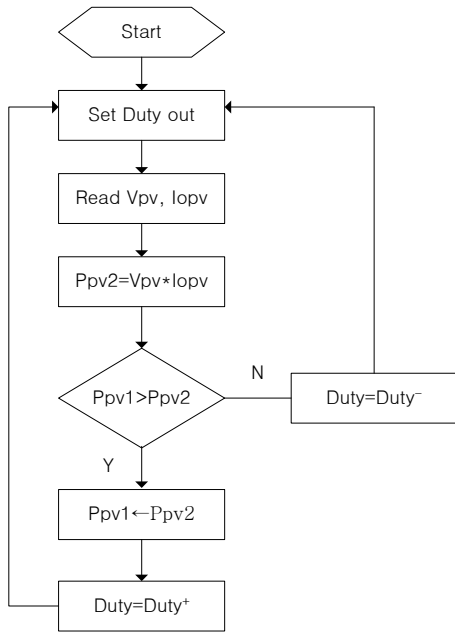 Start
Set Duty out
Read Vpv, Iopv
Ppv2=Vpv*Iopv
Ppv1>Ppv2
N
Duty=Duty⁻
Y
Ppv1←Ppv2
Duty=Duty⁺